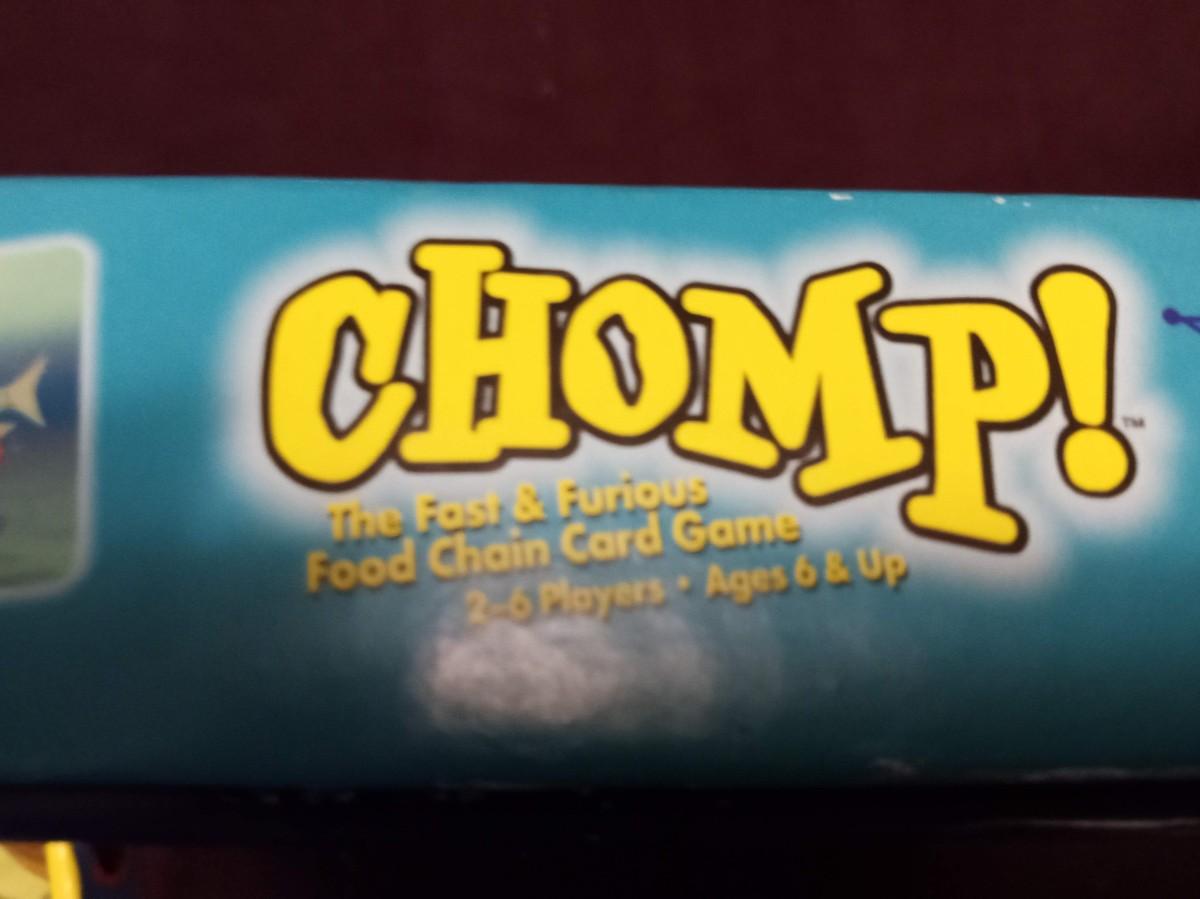 CHOMP!™
The Fast & Furious
Food Chain Card Game
2-6 Players • Ages 6 & Up